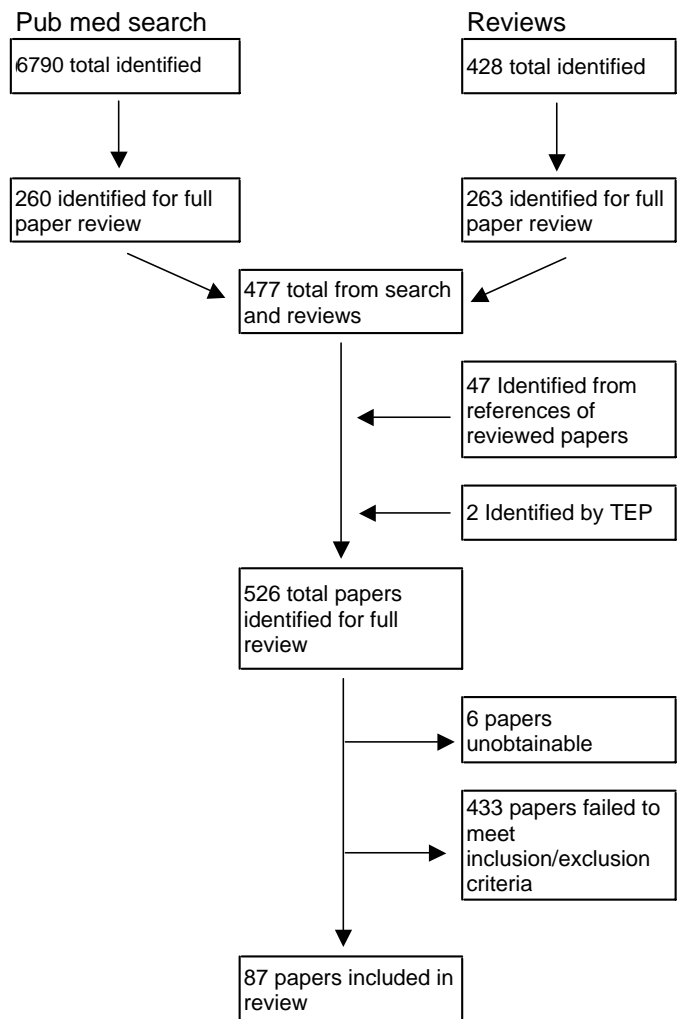 Pub med search
Reviews
6790 total identified
428 total identified
260 identified for full
paper review
263 identified for full
paper review
477 total from search
and reviews
47 Identified from
references of
reviewed papers
2 Identified by TEP
526 total papers
identified for full
review
6 papers
unobtainable
433 papers failed to
meet
inclusion/exclusion
criteria
87 papers included in
review